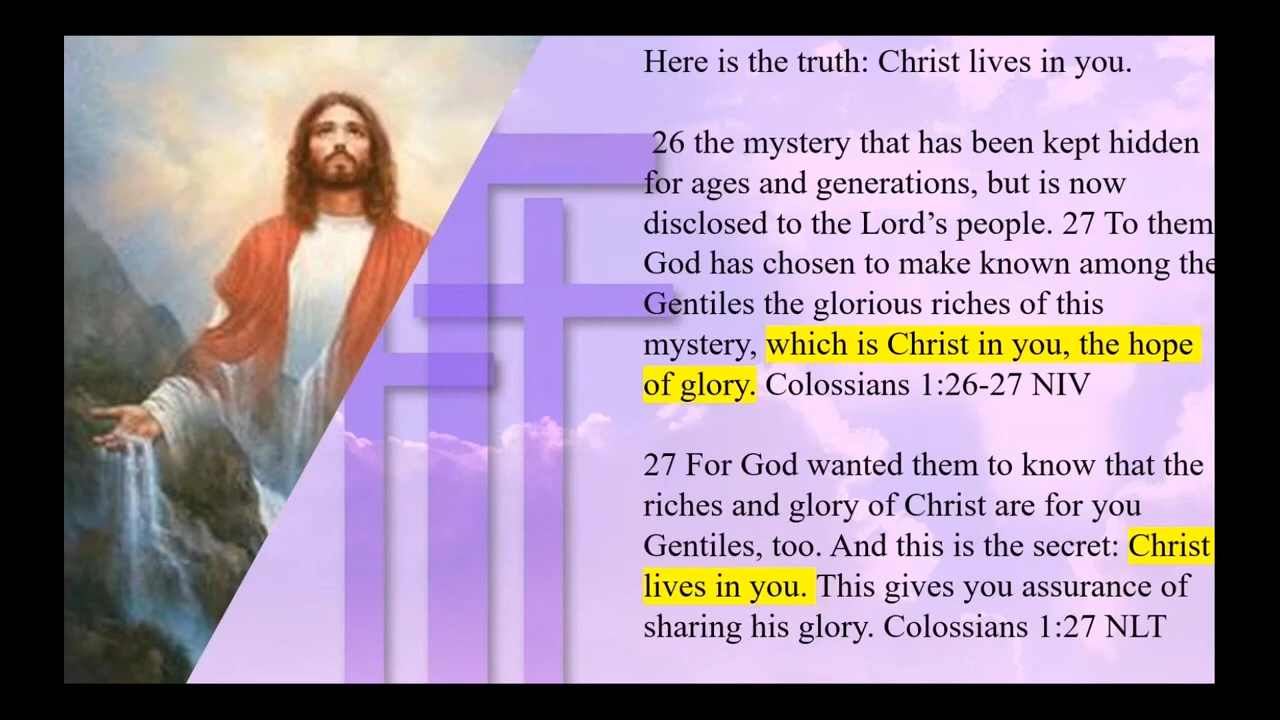 Here is the truth: Christ lives in you.
26 the mystery that has been kept hidden
for ages and generations, but is now
disclosed to the Lord’s people. 27 To them
God has chosen to make known among the
Gentiles the glorious riches of this
mystery, which is Christ in you, the hope
of glory. Colossians 1:26-27 NIV
27 For God wanted them to know that the
riches and glory of Christ are for you
Gentiles, too. And this is the secret: Christ
lives in you. This gives you assurance of
sharing his glory. Colossians 1:27 NLT